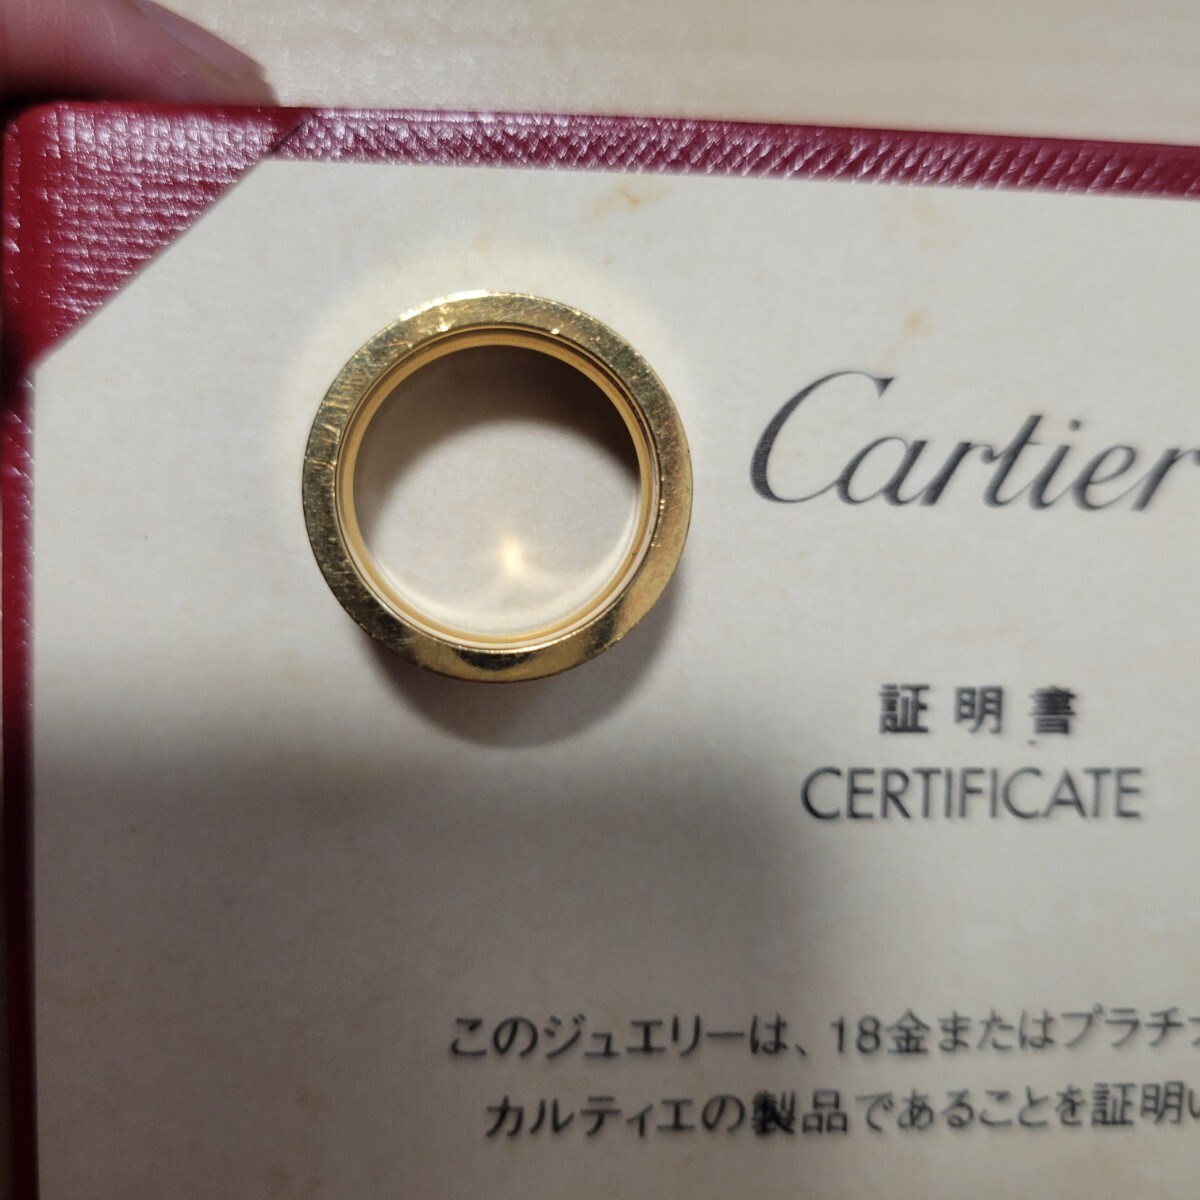 Cartier
証明書
CERTIFICATE
このジュエリーは、18金またはプラチナ
カルティエの製品であることを証明い